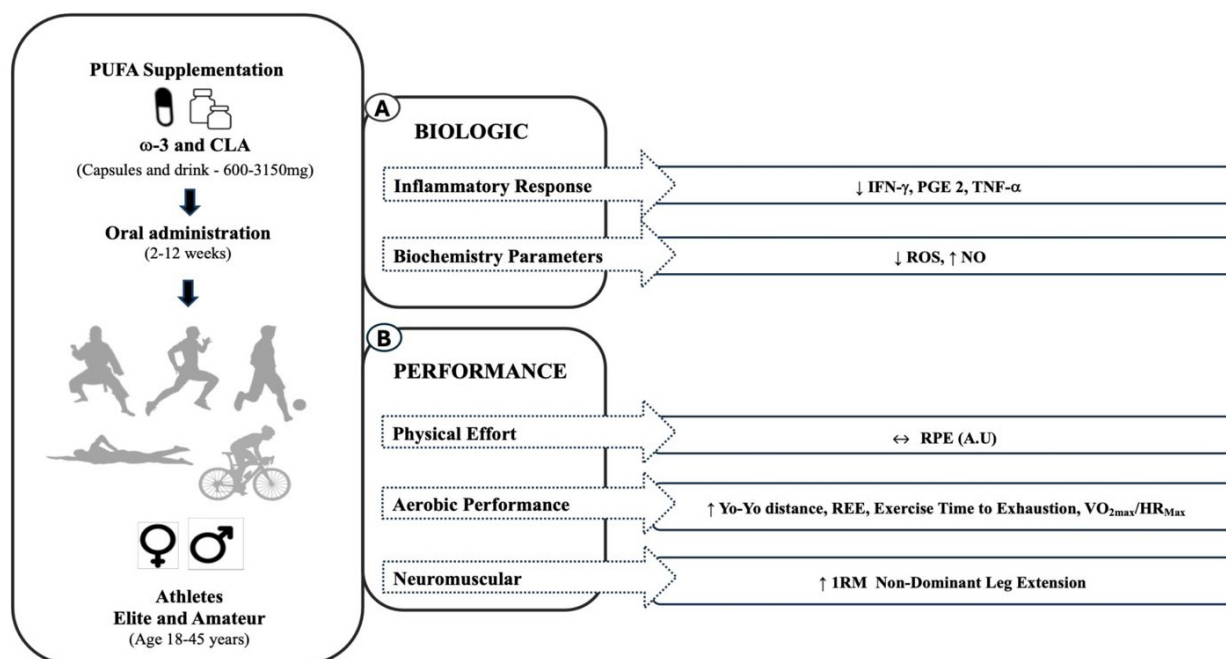 PUFA Supplementation
ω-3 and CLA
(Capsules and drink - 600-3150mg)
Oral administration
(2-12 weeks)
Athletes
Elite and Amateur
(Age 18-45 years)
A
BIOLOGIC
Inflammatory Response
↓ IFN-γ, PGE 2, TNF-α
Biochemistry Parameters
↓ ROS, ↑ NO
B
PERFORMANCE
Physical Effort
↔ RPE (A.U)
Aerobic Performance
↑ Yo-Yo distance, REE, Exercise Time to Exhaustion, VO2max/HRMax
Neuromuscular
↑ 1RM Non-Dominant Leg Extension